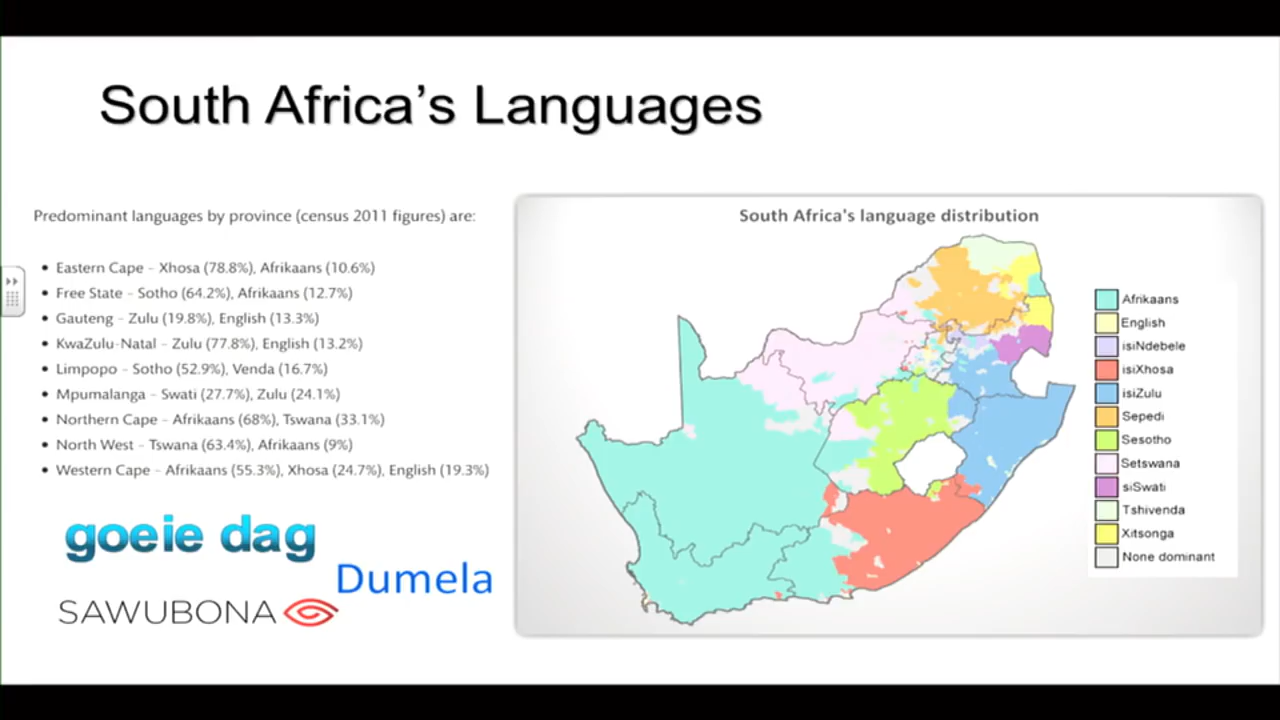 South Africa's Languages
Predominant languages by province (census 2011 figures) are:
• Eastern Cape – Xhosa (78.8%), Afrikaans (10.6%)
• Free State – Sotho (64.2%), Afrikaans (12.7%)
• Gauteng – Zulu (19.8%), English (13.3%)
• KwaZulu-Natal – Zulu (77.8%), English (13.2%)
• Limpopo – Sotho (52.9%), Venda (16.7%)
• Mpumalanga – Swati (27.7%), Zulu (24.1%)
• Northern Cape – Afrikaans (68%), Tswana (33.1%)
• North West – Tswana (63.4%), Afrikaans (9%)
• Western Cape – Afrikaans (55.3%), Xhosa (24.7%), English (19.3%)
goeie dag
Dumela
SAWUBONA
South Africa's language distribution
Afrikaans
English
isiNdebele
isiXhosa
isiZulu
Sepedi
Sesotho
Setswana
siSwati
Tshivenda
Xitsonga
None dominant